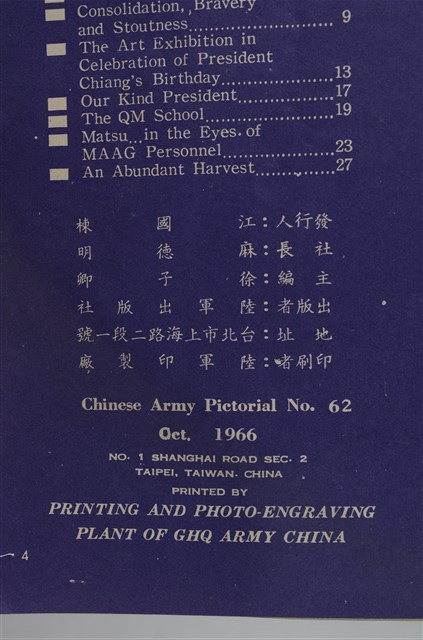 Consolidation, Bravery
and Stoutness........................ 9
The Art Exhibition in
Celebration of President
Chiang's Birthday...................13
Our Kind President.................17
The QM School......................19
Matsu...in the Eyes of
MAAG Personnel...................23
An Abundant Harvest..............27
發行人：江國棟
社長：麻德明
主編：徐子卿
出版者：陸軍出版社
地址：台北市上海路二段一號
印刷者：陸軍印製廠
Chinese Army Pictorial No. 62
Oct. 1966
NO. 1 SHANGHAI ROAD SEC. 2
TAIPEI, TAIWAN. CHINA
PRINTED BY
PRINTING AND PHOTO-ENGRAVING
PLANT OF GHQ ARMY CHINA
4